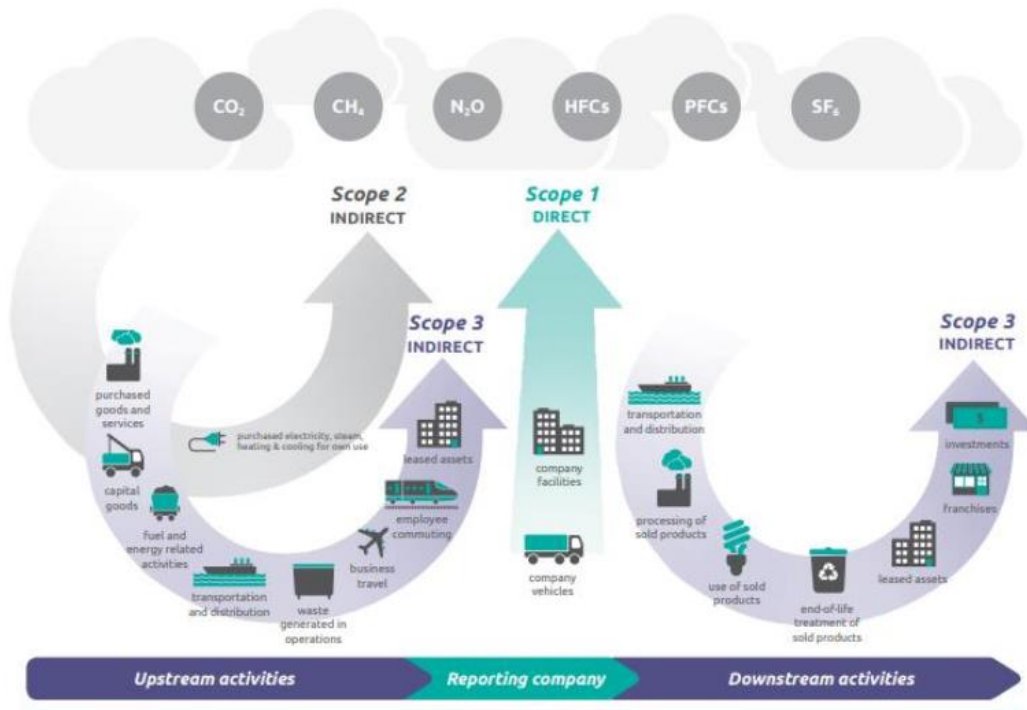 CO₂
CH₄
N₂O
HFCs
PFCs
SF₆
Scope 2
INDIRECT
Scope 1
DIRECT
Scope 3
INDIRECT
Scope 3
INDIRECT
purchased
goods and
services
capital
goods
fuel and
energy related
activities
transportation
and distribution
waste
generated in
operations
business
travel
employee
commuting
leased assets
purchased electricity, steam,
heating & cooling for own use
company
facilities
company
vehicles
transportation
and distribution
processing of
sold products
use of sold
products
end-of-life
treatment of
sold products
leased assets
franchises
$
investments
Upstream activities
Reporting company
Downstream activities